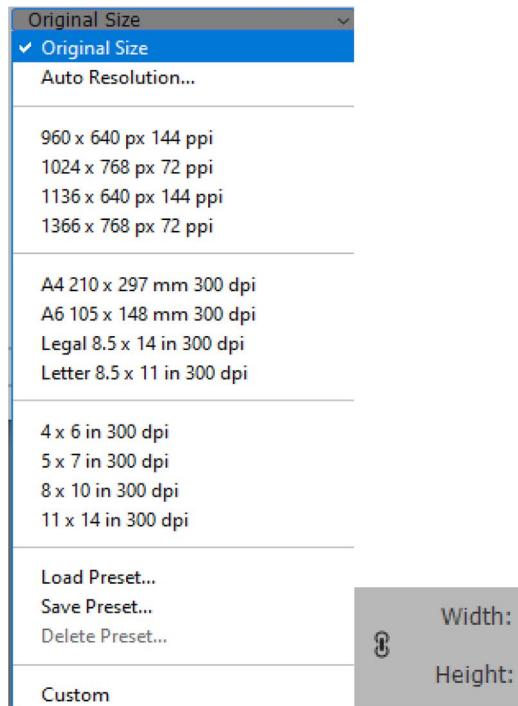 Original Size
Original Size
Auto Resolution...
960 x 640 px 144 ppi
1024 x 768 px 72 ppi
1136 x 640 px 144 ppi
1366 x 768 px 72 ppi
A4 210 x 297 mm 300 dpi
A6 105 x 148 mm 300 dpi
Legal 8.5 x 14 in 300 dpi
Letter 8.5 x 11 in 300 dpi
4 x 6 in 300 dpi
5 x 7 in 300 dpi
8 x 10 in 300 dpi
11 x 14 in 300 dpi
Load Preset...
Save Preset...
Delete Preset...
Custom
Width:
Height: